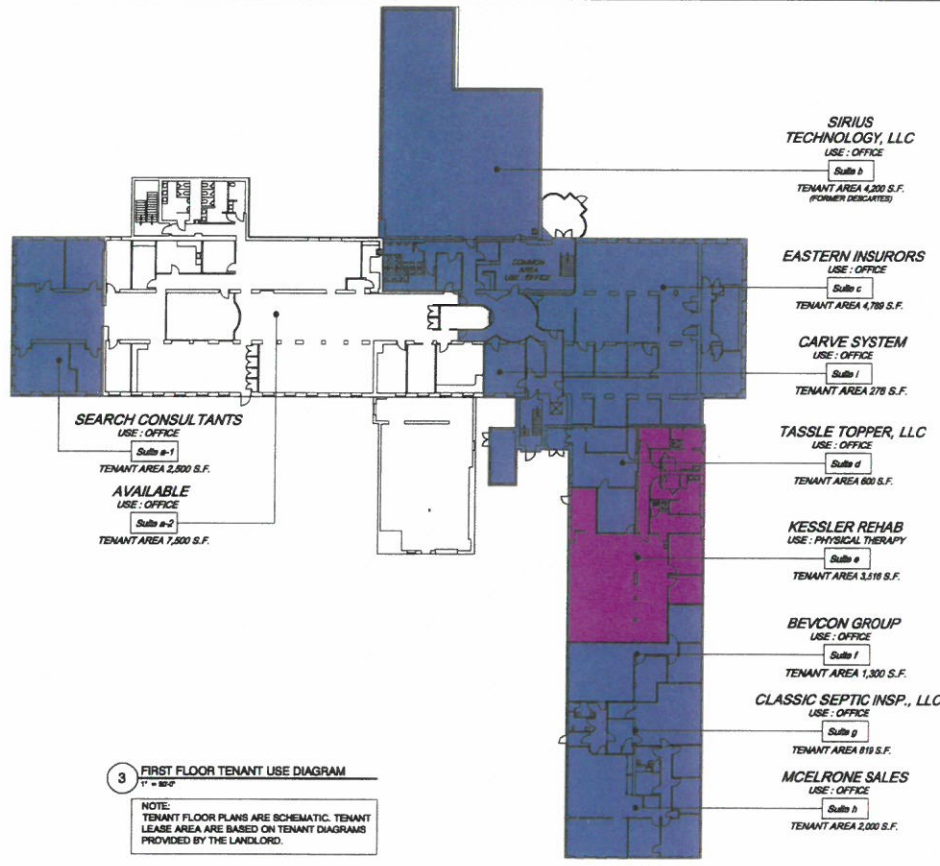 SIRIUS
TECHNOLOGY, LLC
USE : OFFICE
Suite b
TENANT AREA 4,200 S.F.
(FORMER DESCARTES)
COMMON
AREA
USE : OFFICE
EASTERN INSURORS
USE : OFFICE
Suite c
TENANT AREA 4,789 S.F.
CARVE SYSTEM
USE : OFFICE
Suite i
TENANT AREA 278 S.F.
SEARCH CONSULTANTS
USE : OFFICE
Suite a-1
TENANT AREA 2,500 S.F.
AVAILABLE
USE : OFFICE
Suite a-2
TENANT AREA 7,500 S.F.
TASSLE TOPPER, LLC
USE : OFFICE
Suite d
TENANT AREA 600 S.F.
KESSLER REHAB
USE : PHYSICAL THERAPY
Suite e
TENANT AREA 3,516 S.F.
BEVCON GROUP
USE : OFFICE
Suite f
TENANT AREA 1,300 S.F.
CLASSIC SEPTIC INSP., LLC
USE : OFFICE
Suite g
TENANT AREA 819 S.F.
MCELRONE SALES
USE : OFFICE
Suite h
TENANT AREA 2,000 S.F.
3 FIRST FLOOR TENANT USE DIAGRAM
NOTE:
TENANT FLOOR PLANS ARE SCHEMATIC. TENANT
LEASE AREA ARE BASED ON TENANT DIAGRAMS
PROVIDED BY THE LANDLORD.